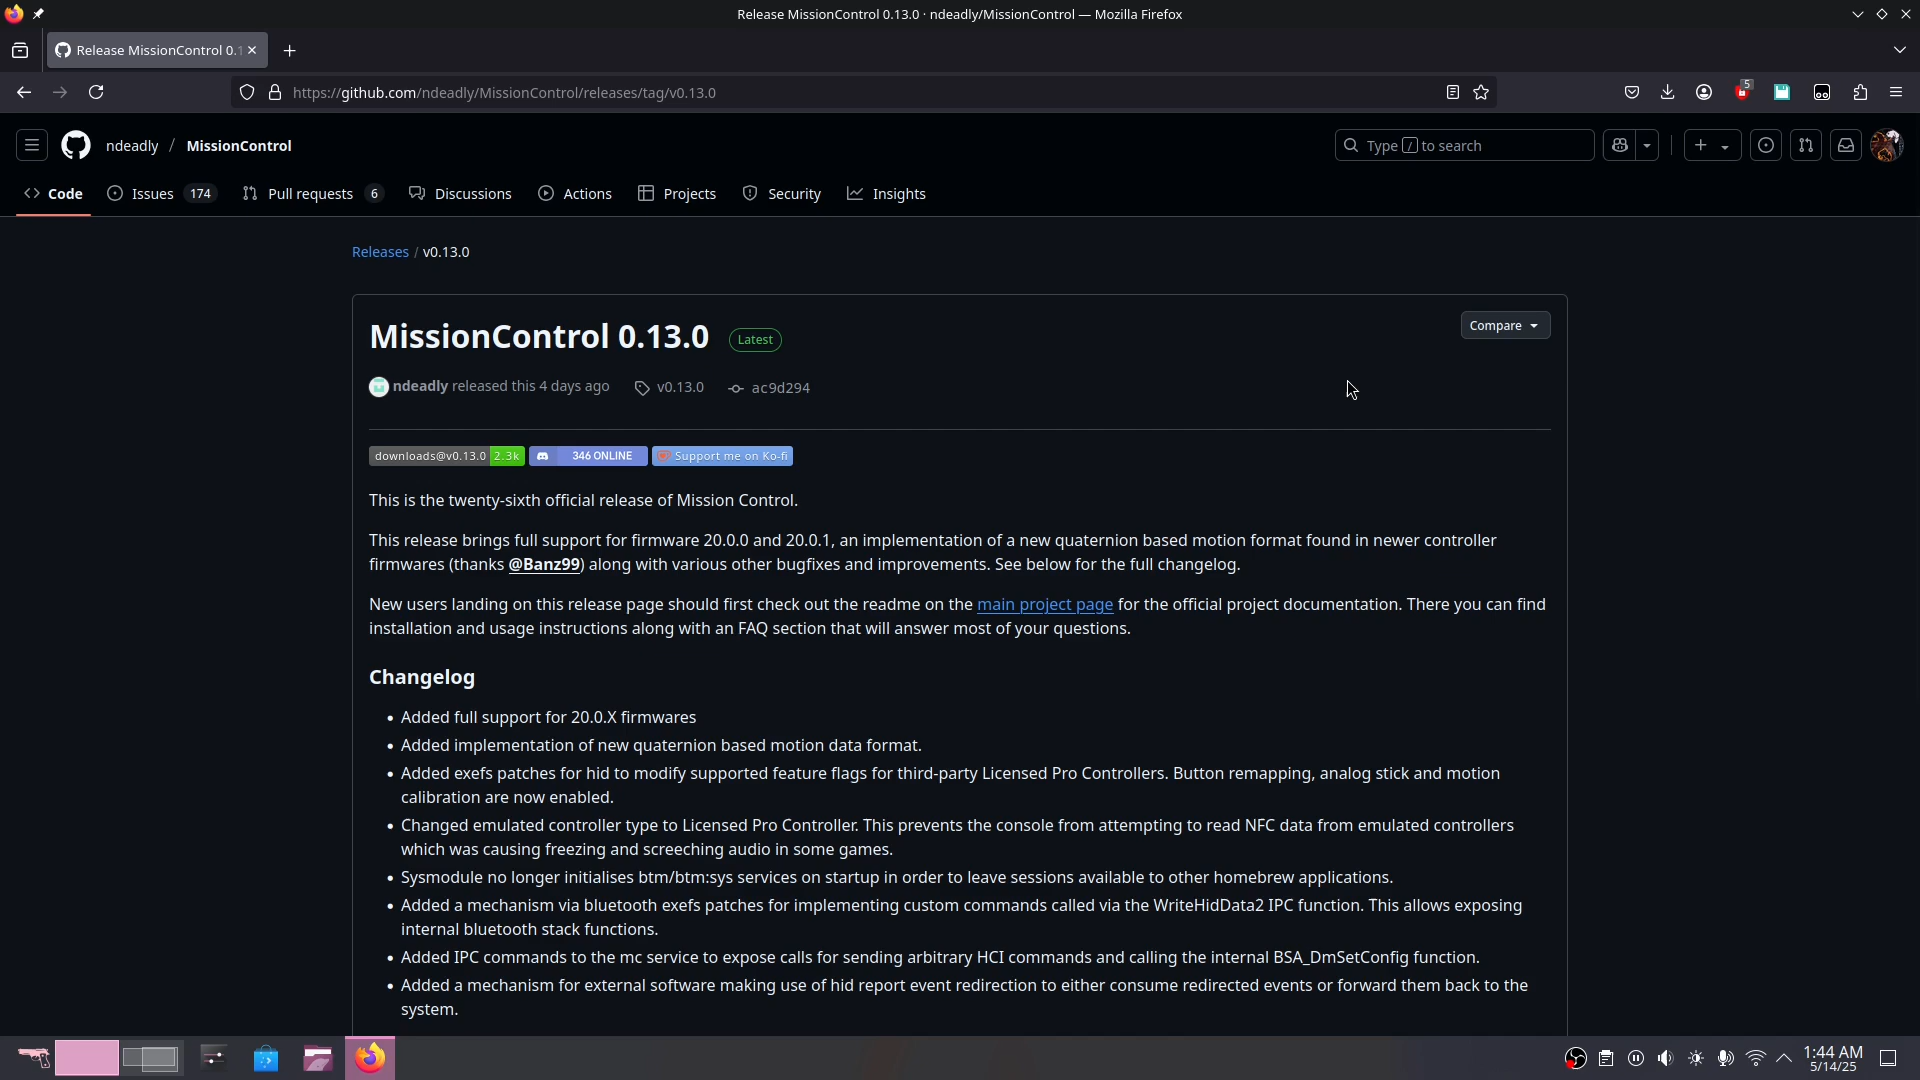 Release MissionControl 0.13.0 · ndeadly/MissionControl — Mozilla Firefox
Release MissionControl 0.1
https://github.com/ndeadly/MissionControl/releases/tag/v0.13.0
5
ndeadly / MissionControl
Type / to search
Code
Issues 174
Pull requests 6
Discussions
Actions
Projects
Security
Insights
Releases / v0.13.0
MissionControl 0.13.0 Latest
Compare
ndeadly released this 4 days ago v0.13.0 ac9d294
downloads@v0.13.0 2.3k 346 ONLINE Support me on Ko-fi
This is the twenty-sixth official release of Mission Control.
This release brings full support for firmware 20.0.0 and 20.0.1, an implementation of a new quaternion based motion format found in newer controller
firmwares (thanks @Banz99) along with various other bugfixes and improvements. See below for the full changelog.
New users landing on this release page should first check out the readme on the main project page for the official project documentation. There you can find
installation and usage instructions along with an FAQ section that will answer most of your questions.
Changelog
• Added full support for 20.0.X firmwares
• Added implementation of new quaternion based motion data format.
• Added exefs patches for hid to modify supported feature flags for third-party Licensed Pro Controllers. Button remapping, analog stick and motion
calibration are now enabled.
• Changed emulated controller type to Licensed Pro Controller. This prevents the console from attempting to read NFC data from emulated controllers
which was causing freezing and screeching audio in some games.
• Sysmodule no longer initialises btm/btm:sys services on startup in order to leave sessions available to other homebrew applications.
• Added a mechanism via bluetooth exefs patches for implementing custom commands called via the WriteHidData2 IPC function. This allows exposing
internal bluetooth stack functions.
• Added IPC commands to the mc service to expose calls for sending arbitrary HCI commands and calling the internal BSA_DmSetConfig function.
• Added a mechanism for external software making use of hid report event redirection to either consume redirected events or forward them back to the
system.
1:44 AM
5/14/25